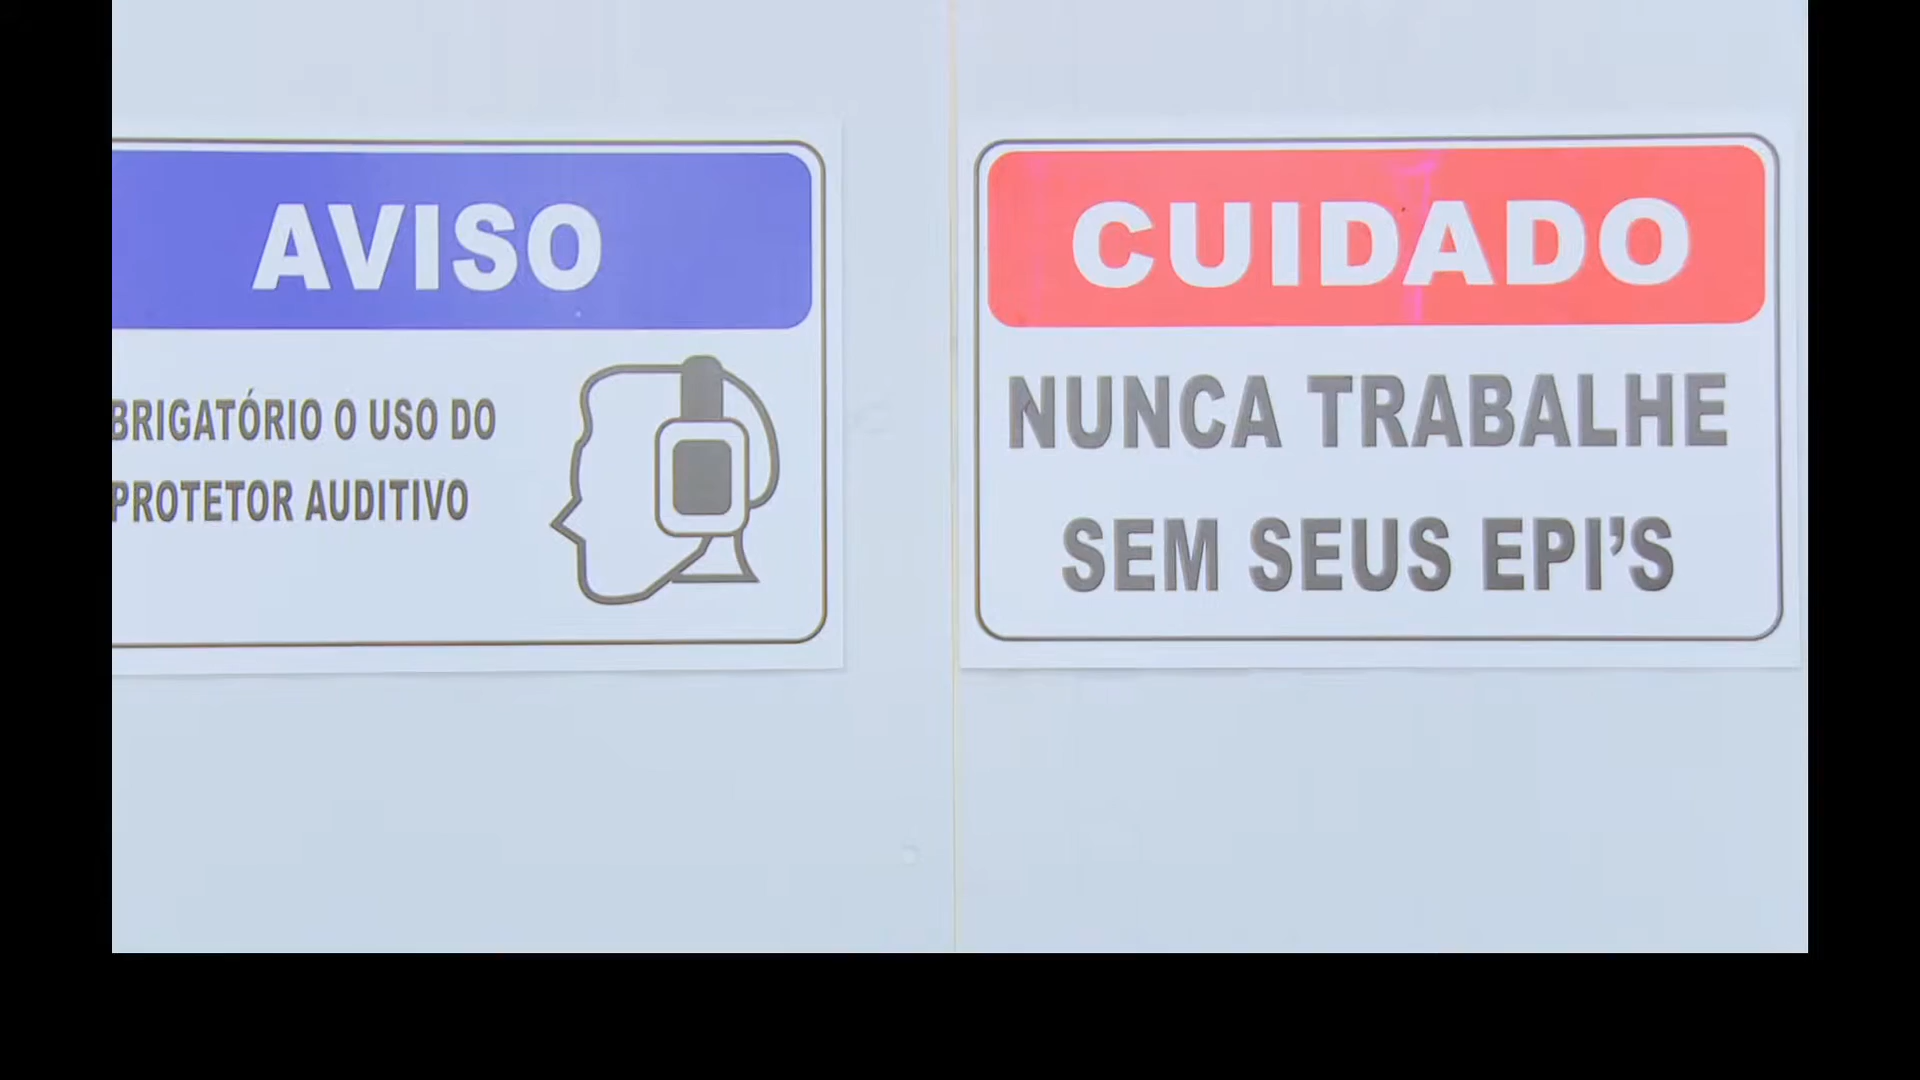 AVISO
BRIGATÓRIO O USO DO
PROTETOR AUDITIVO
CUIDADO
NUNCA TRABALHE
SEM SEUS EPI’S